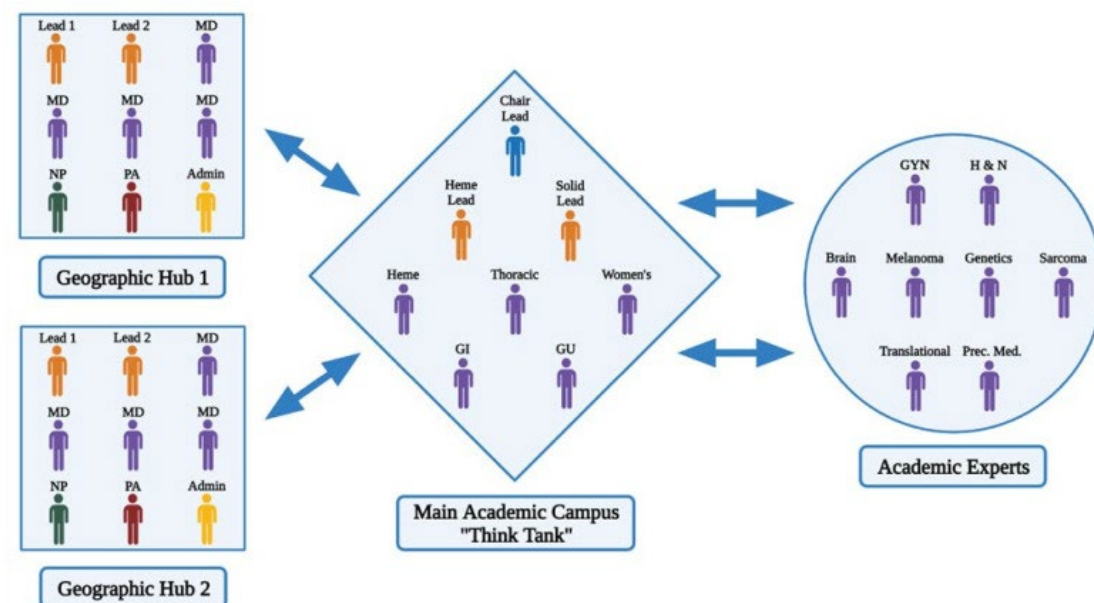 Lead 1 Lead 2 MD
MD MD MD
NP PA Admin
Geographic Hub 1
Lead 1 Lead 2 MD
MD MD MD
NP PA Admin
Geographic Hub 2
Chair
Lead
Heme Solid
Lead Lead
Heme Thoracic Women's
GI GU
Main Academic Campus
"Think Tank"
GYN H & N
Brain Melanoma Genetics Sarcoma
Translational Prec. Med.
Academic Experts